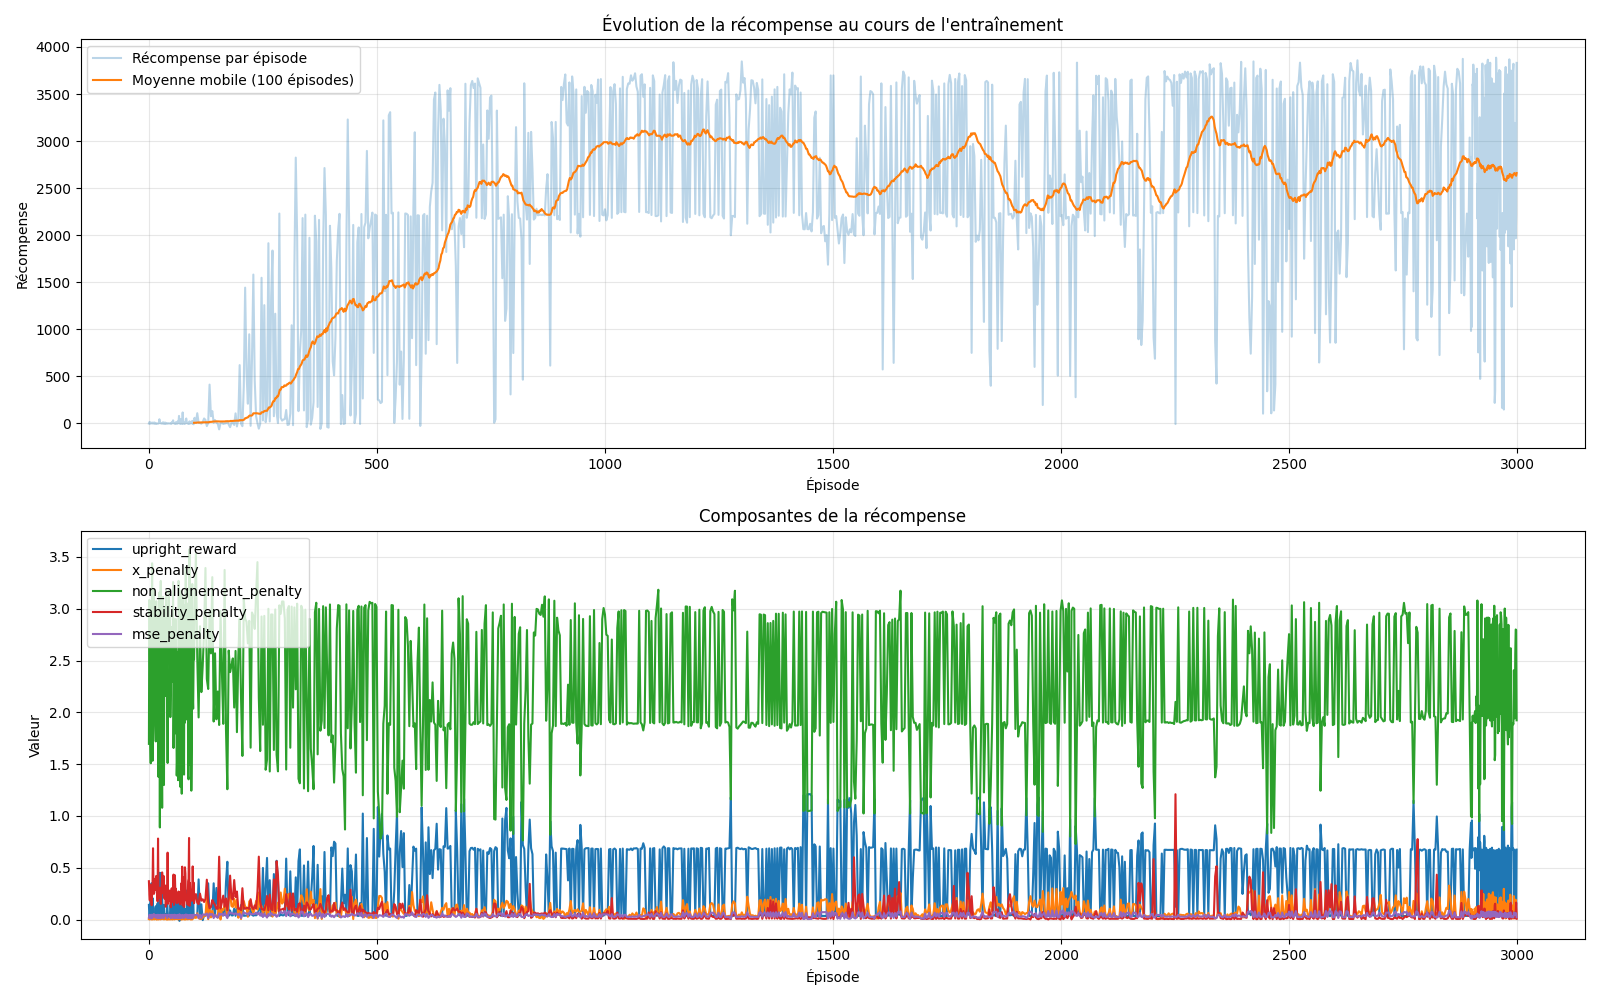 Évolution de la récompense au cours de l'entraînement
Récompense par épisode
Moyenne mobile (100 épisodes)
Récompense
4000
3500
3000
2500
2000
1500
1000
500
0
0 500 1000 1500 2000 2500 3000
Épisode
Composantes de la récompense
upright_reward
x_penalty
non_alignement_penalty
stability_penalty
mse_penalty
Valeur
3.5
3.0
2.5
2.0
1.5
1.0
0.5
0.0
0 500 1000 1500 2000 2500 3000
Épisode